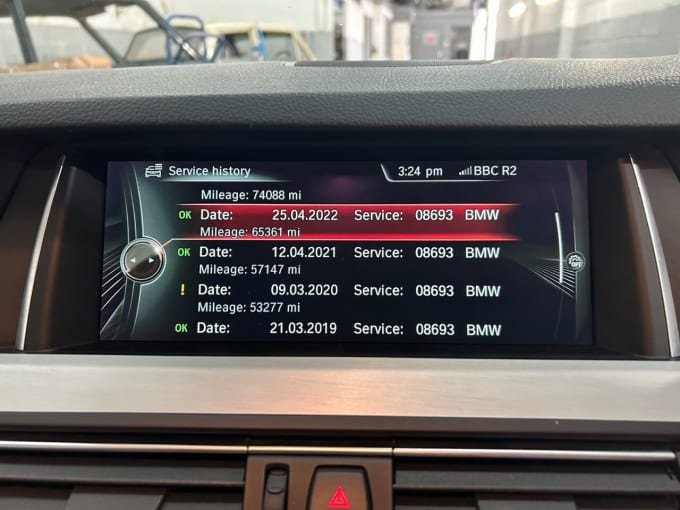 Service history
3:24 pm BBC R2
Mileage: 74088 mi
OK Date: 25.04.2022 Service: 08693 BMW
Mileage: 65361 mi
OK Date: 12.04.2021 Service: 08693 BMW
Mileage: 57147 mi
! Date: 09.03.2020 Service: 08693 BMW
Mileage: 53277 mi
OK Date: 21.03.2019 Service: 08693 BMW
OFF